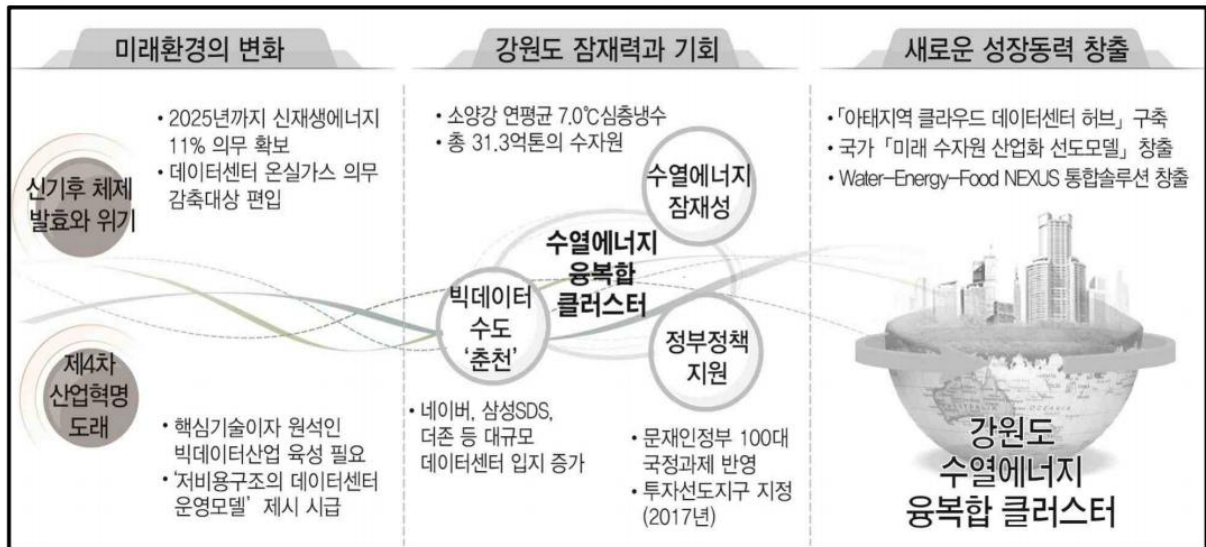 미래환경의 변화
• 2025년까지 신재생에너지
11% 의무 확보
• 데이터센터 온실가스 의무
감축대상 편입
신기후 체제
발효와 위기
제4차
산업혁명
도래
• 핵심기술이자 원석인
빅데이터산업 육성 필요
• ‘저비용구조의 데이터센터
운영모델’ 제시 시급
강원도 잠재력과 기회
• 소양강 연평균 7.0℃심층냉수
• 총 31.3억톤의 수자원
수열에너지
잠재성
수열에너지
융복합
클러스터
빅데이터
수도
‘춘천’
정부정책
지원
• 네이버, 삼성SDS,
더존 등 대규모
데이터센터 입지 증가
• 문재인정부 100대
국정과제 반영
• 투자선도지구 지정
(2017년)
새로운 성장동력 창출
•「아태지역 클라우드 데이터센터 허브」 구축
• 국가 「미래 수자원 산업화 선도모델」 창출
• Water-Energy-Food NEXUS 통합솔루션 창출
강원도
수열에너지
융복합 클러스터